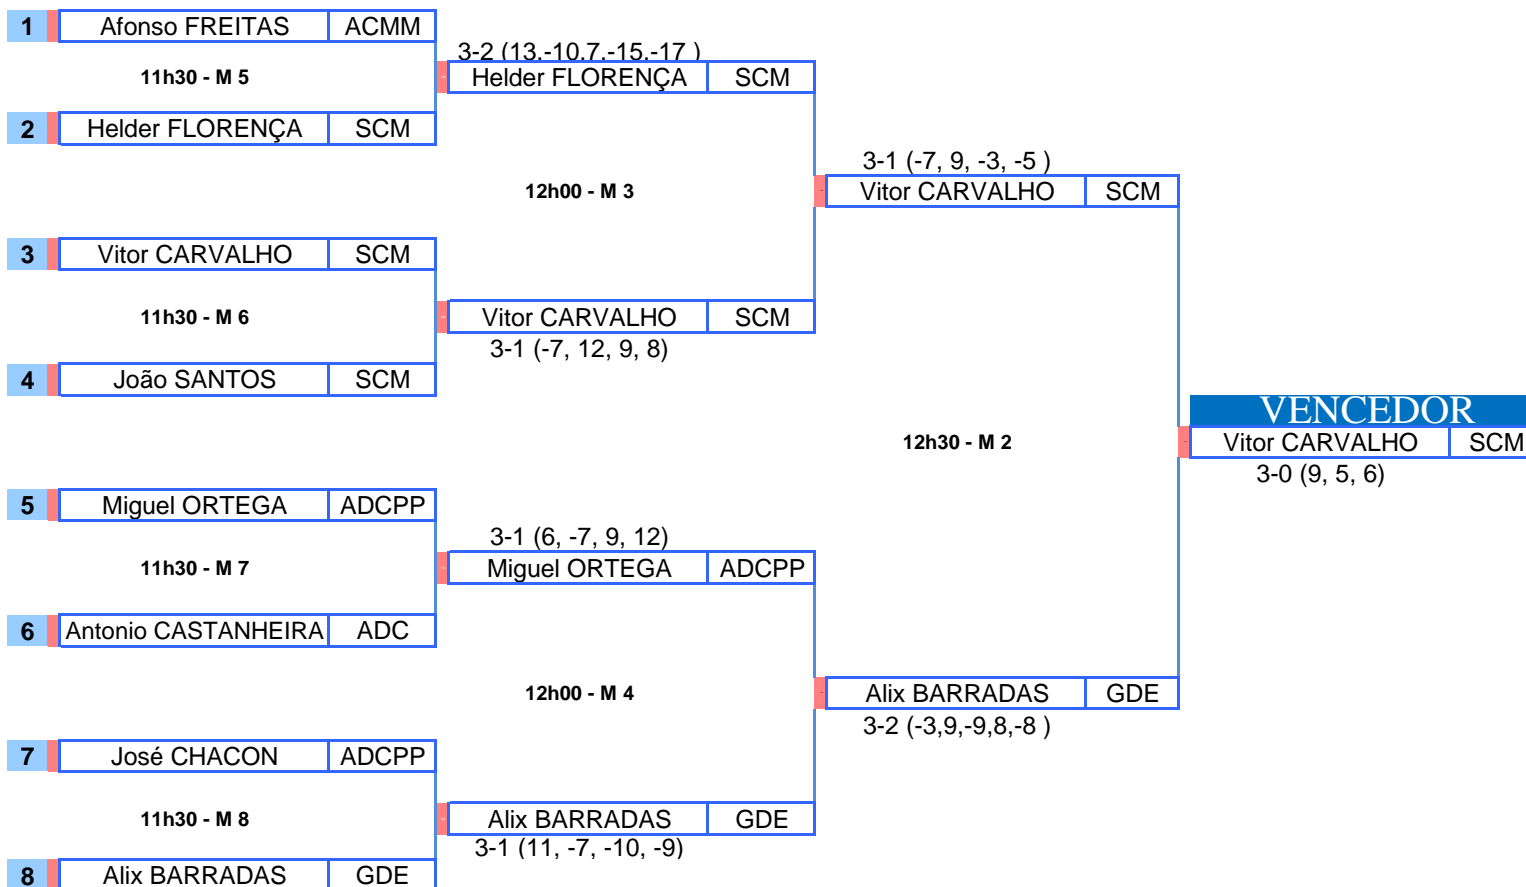 1 Afonso FREITAS ACMM
3-2 (13,-10,7,-15,-17 )
11h30 - M 5
Helder FLORENÇA SCM
2 Helder FLORENÇA SCM
3-1 (-7, 9, -3, -5 )
12h00 - M 3
Vitor CARVALHO SCM
3 Vitor CARVALHO SCM
11h30 - M 6
Vitor CARVALHO SCM
3-1 (-7, 12, 9, 8)
4 João SANTOS SCM
VENCEDOR
12h30 - M 2
Vitor CARVALHO SCM
3-0 (9, 5, 6)
5 Miguel ORTEGA ADCPP
3-1 (6, -7, 9, 12)
11h30 - M 7
Miguel ORTEGA ADCPP
6 Antonio CASTANHEIRA ADC
12h00 - M 4
Alix BARRADAS GDE
3-2 (-3,9,-9,8,-8 )
7 José CHACON ADCPP
11h30 - M 8
Alix BARRADAS GDE
3-1 (11, -7, -10, -9)
8 Alix BARRADAS GDE